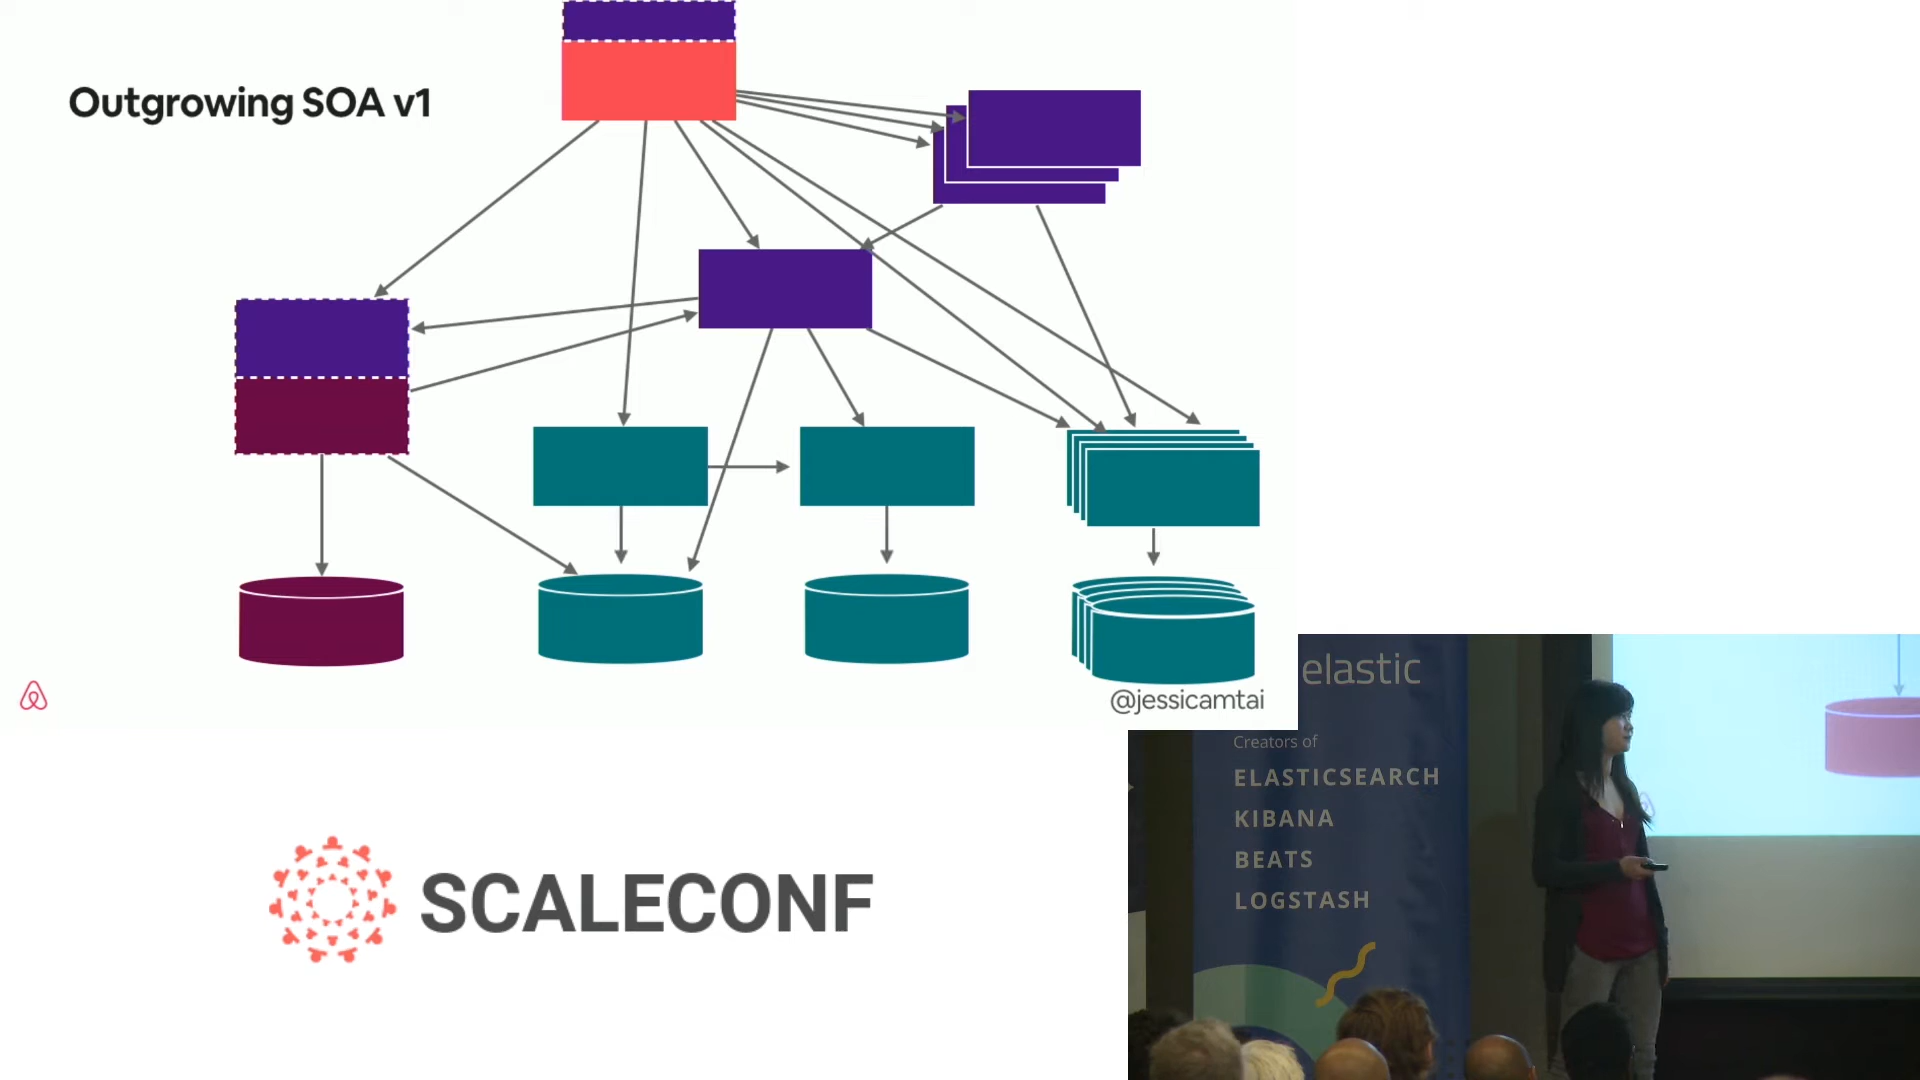 Outgrowing SOA v1
@jessicamtai
elastic
Creators of
ELASTICSEARCH
KIBANA
BEATS
LOGSTASH
SCALECONF